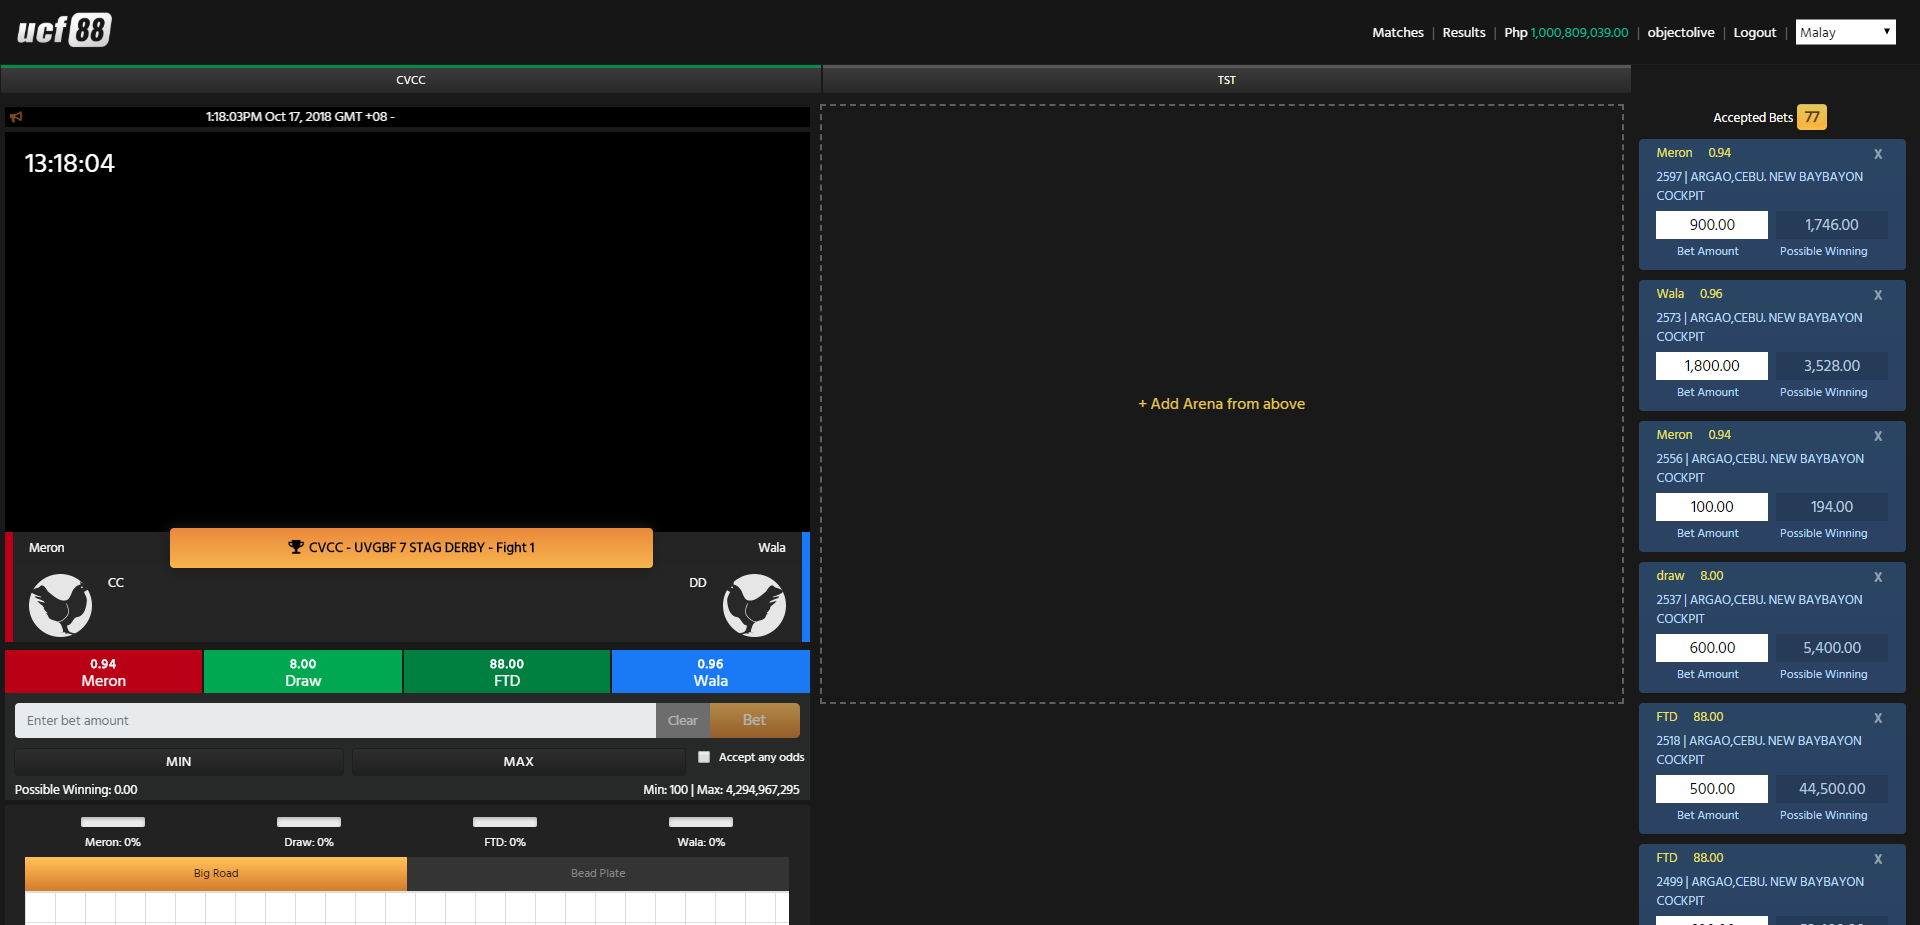 ucf 88
Matches | Results | Php 1,000,809,039.00 | objectolive | Logout | Malay
CVCC
TST
1:18:03PM Oct 17, 2018 GMT +08 -
13:18:04
Meron
CVCC - UVGBF 7 STAG DERBY - Fight 1
Wala
CC
DD
0.94
Meron
8.00
Draw
88.00
FTD
0.96
Wala
Enter bet amount
Clear
Bet
MIN
MAX
Accept any odds
Possible Winning: 0.00
Min: 100 | Max: 4,294,967,295
Meron: 0%
Draw: 0%
FTD: 0%
Wala: 0%
Big Road
Bead Plate
+ Add Arena from above
Accepted Bets 77
Meron 0.94 X
2597 | ARGAO,CEBU. NEW BAYBAYON
COCKPIT
900.00 1,746.00
Bet Amount Possible Winning
Wala 0.96 X
2573 | ARGAO,CEBU. NEW BAYBAYON
COCKPIT
1,800.00 3,528.00
Bet Amount Possible Winning
Meron 0.94 X
2556 | ARGAO,CEBU. NEW BAYBAYON
COCKPIT
100.00 194.00
Bet Amount Possible Winning
draw 8.00 X
2537 | ARGAO,CEBU. NEW BAYBAYON
COCKPIT
600.00 5,400.00
Bet Amount Possible Winning
FTD 88.00 X
2518 | ARGAO,CEBU. NEW BAYBAYON
COCKPIT
500.00 44,500.00
Bet Amount Possible Winning
FTD 88.00 X
2499 | ARGAO,CEBU. NEW BAYBAYON
COCKPIT